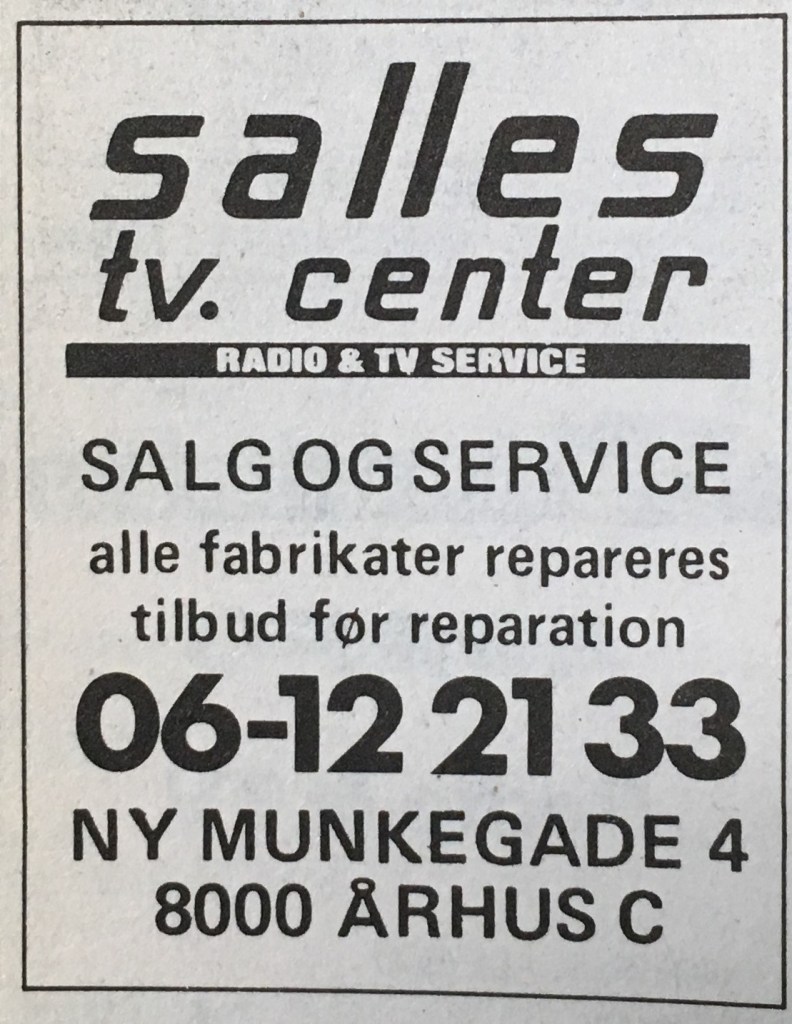 salles
tv. center
RADIO & TV SERVICE
SALG OG SERVICE
alle fabrikater repareres
tilbud før reparation
06-12 21 33
NY MUNKEGADE 4
8000 ÅRHUS C